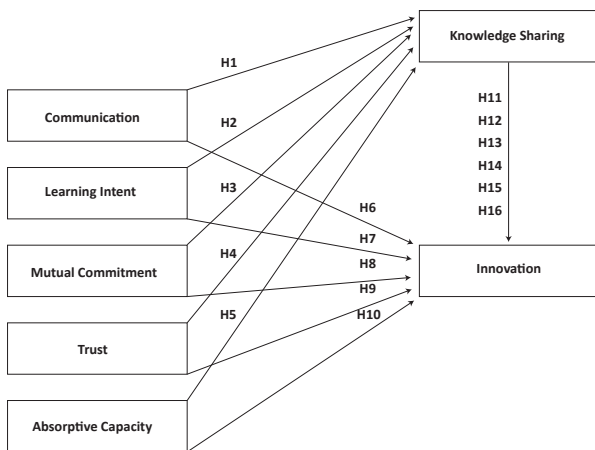 Knowledge Sharing
H1
H11
Communication
H2
H12
H13
H14
Learning Intent
H3
H15
H6
H16
H7
Mutual Commitment
H4
H8
Innovation
H9
H5
H10
Trust
Absorptive Capacity